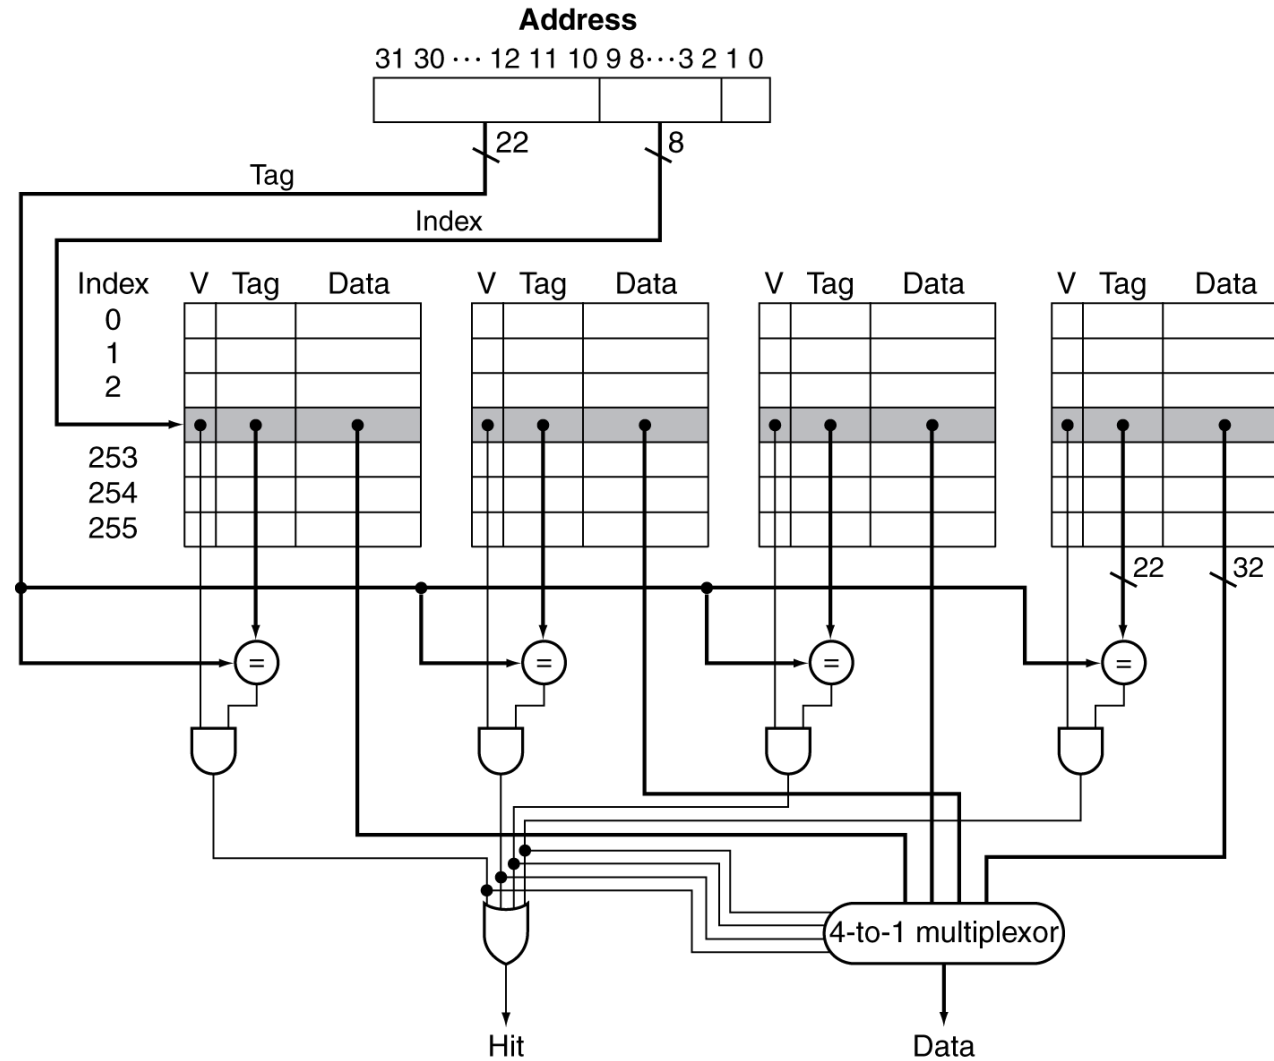 Address
31 30 ··· 12 11 10 9 8···3 2 1 0
22 8
Tag
Index
Index V Tag Data V Tag Data V Tag Data V Tag Data
0
1
2
253
254
255
22 32
= = = =
4-to-1 multiplexor
Hit Data